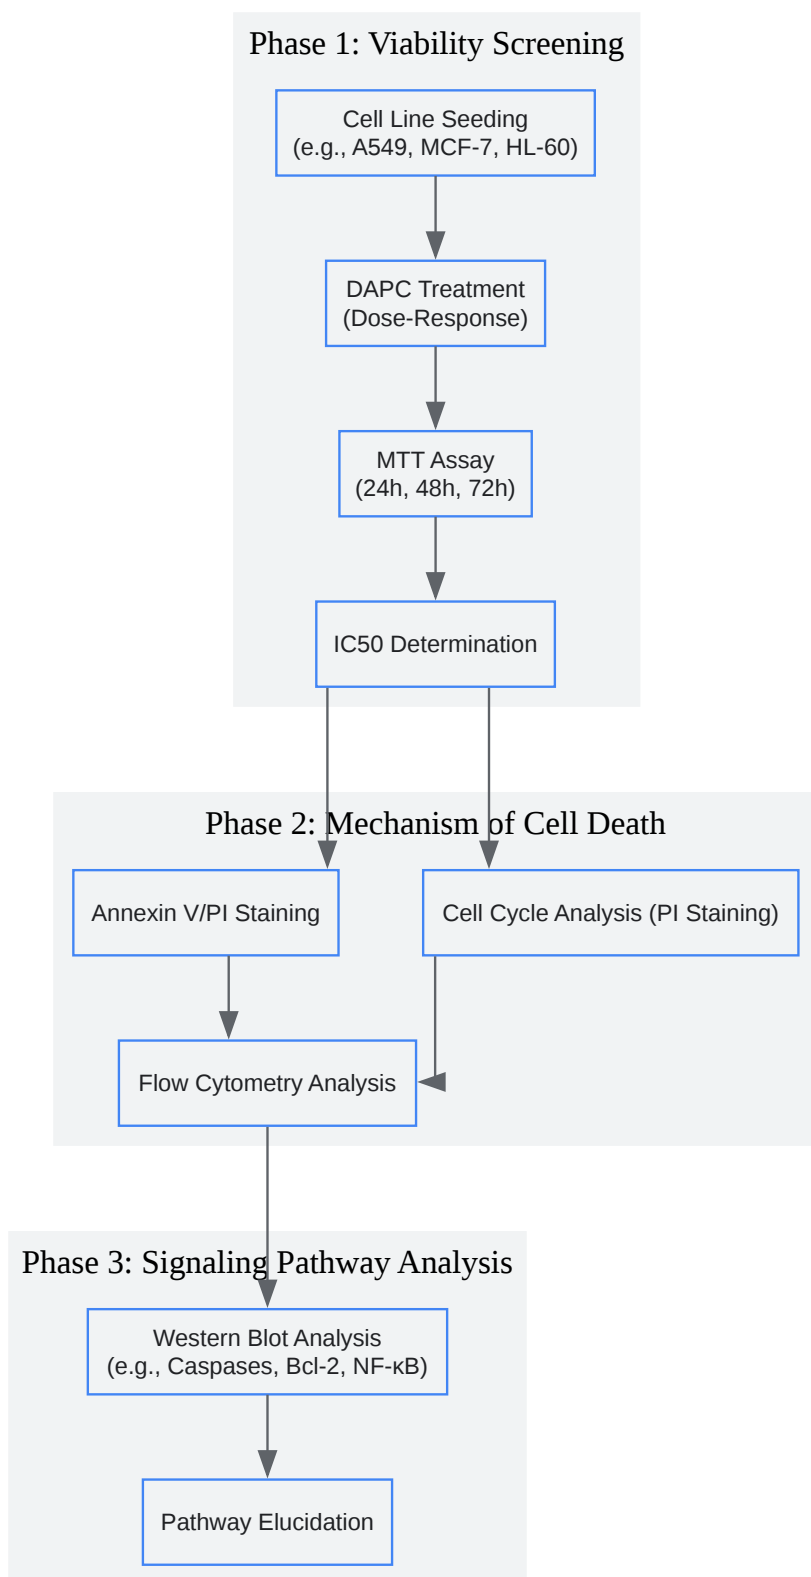 Phase 1: Viability Screening
Cell Line Seeding
(e.g., A549, MCF-7, HL-60)
DAPC Treatment
(Dose-Response)
MTT Assay
(24h, 48h, 72h)
IC50 Determination
Phase 2: Mechanism of Cell Death
Annexin V/PI Staining
Cell Cycle Analysis (PI Staining)
Flow Cytometry Analysis
Phase 3: Signaling Pathway Analysis
Western Blot Analysis
(e.g., Caspases, Bcl-2, NF-κB)
Pathway Elucidation